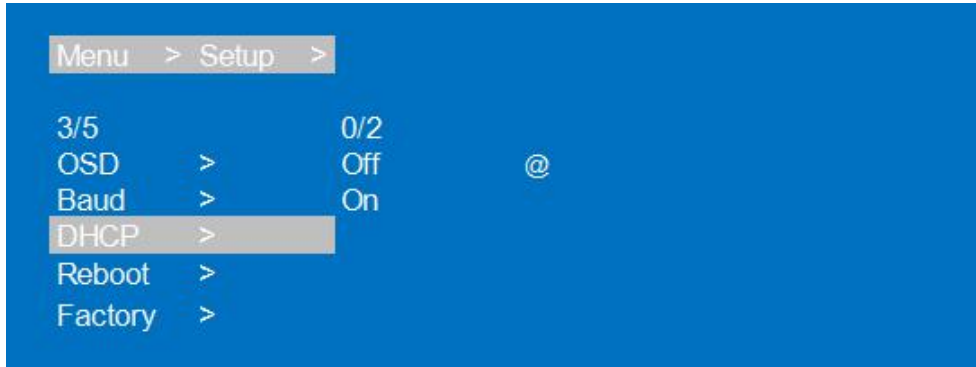 Menu > Setup >
3/5 0/2
OSD > Off @
Baud > On
DHCP >
Reboot >
Factory >